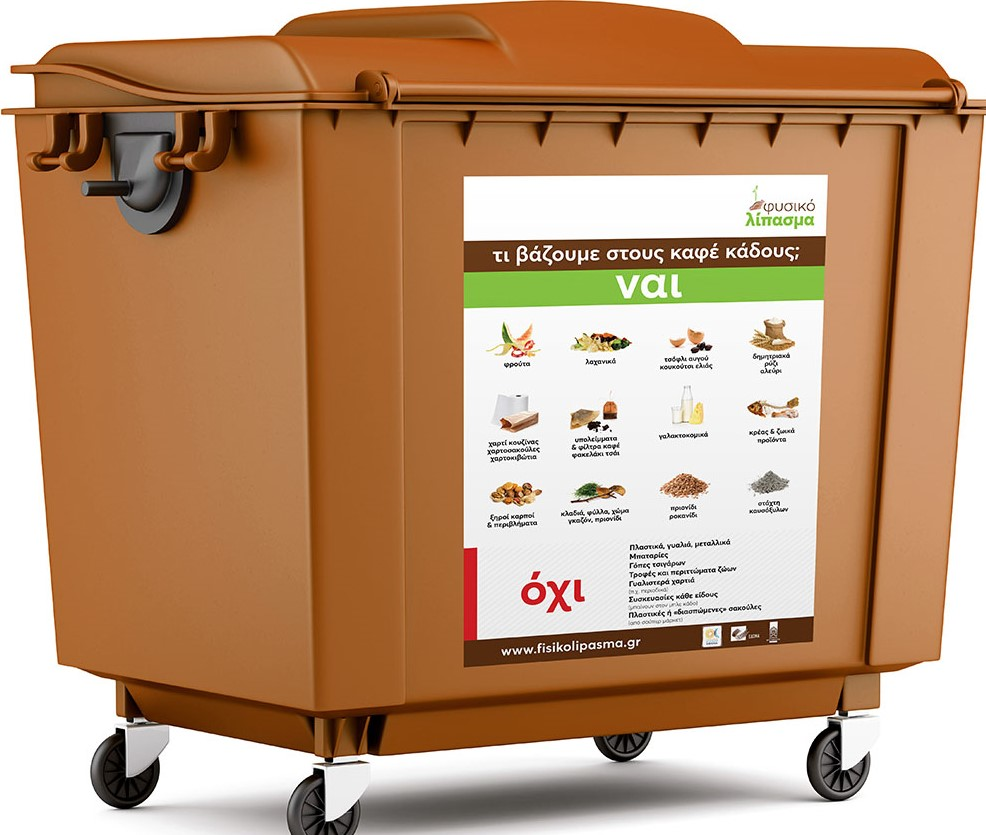 φυσικό
λίπασμα
τι βάζουμε στους καφέ κάδους;
ναι
φρούτα
λαχανικά
τσόφλι αυγού
κουκούτσι ελιάς
δημητριακά
ρύζι
αλεύρι
χαρτί κουζίνας
χαρτοσακούλες
χαρτοκιβώτια
υπολείμματα
& φίλτρα καφέ
φακελάκι τσάι
γαλακτοκομικά
κρέας & ζωικά
προϊόντα
ξηροί καρποί
& περιβλήματα
κλαδιά, φύλλα, χώμα
γκαζόν, πριονίδι
πριονίδι
ροκανίδι
στάχτη
καυσόξυλων
όχι
Πλαστικά, γυαλιά, μεταλλικά
Μπαταρίες
Γόπες τσιγάρων
Τροφές και περιττώματα ζώων
Γυαλιστερά χαρτιά
(π.χ. περιοδικά)
Συσκευασίες κάθε είδους
(μπαίνουν στον μπλε κάδο)
Πλαστικές ή «διασπώμενες» σακούλες
(από σούπερ μάρκετ)
www.fisikolipasma.gr